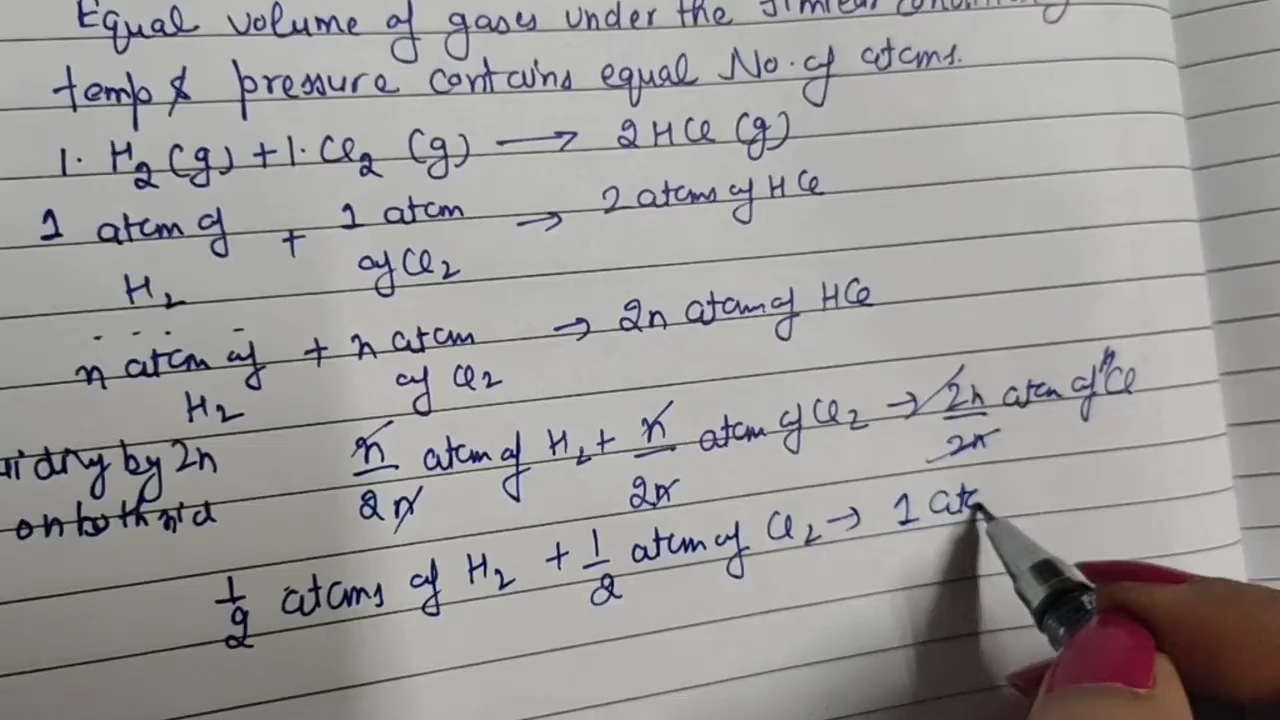 Equal volume of gases under the
temp & pressure contains equal No. of atoms.
1. H2(g) + 1. Cl2 (g) → 2HCl (g)
1 atom of H2 + 1 atom of Cl2 → 2 atoms of HCl
n atom of H2 + n atom of Cl2 → 2n atom of HCl
by 2n n/2n atom of H2 + n/2n atom of Cl2 → 2n/2n atom of HCl
on both
1/2 atoms of H2 + 1/2 atom of Cl2 → 1 ato